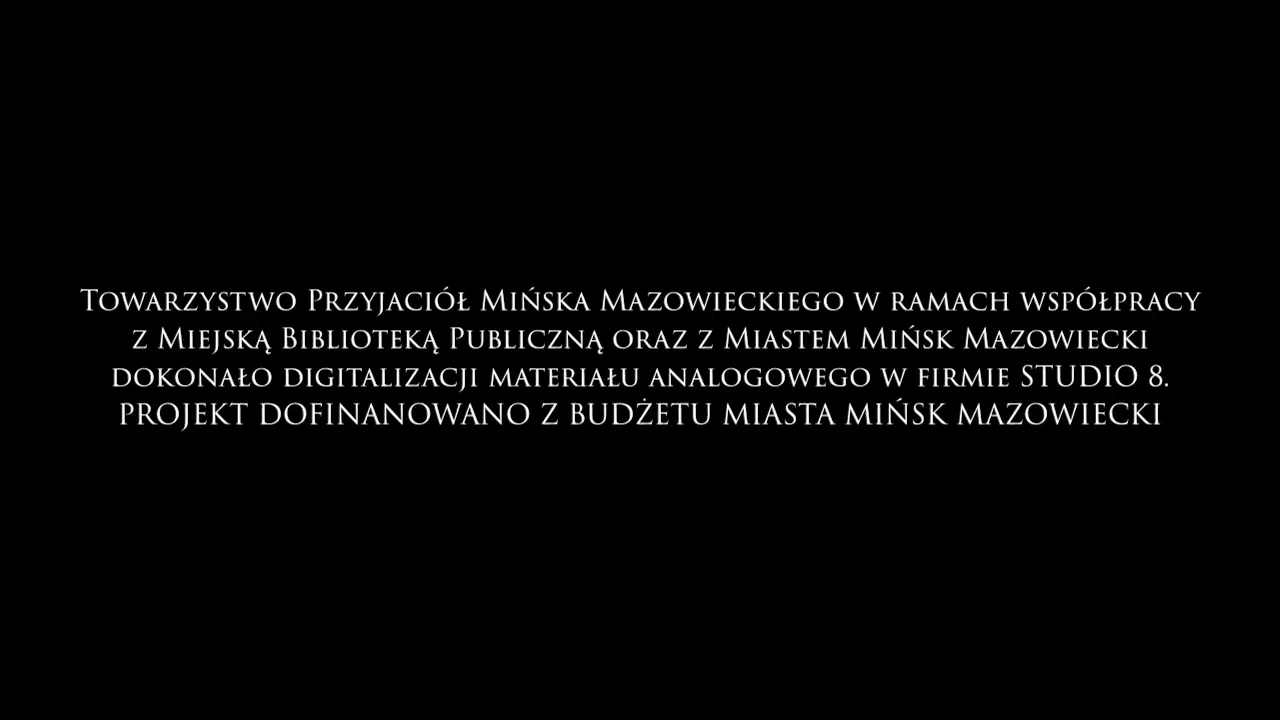 Towarzystwo Przyjaciół Mińska Mazowieckiego w ramach współpracy
z Miejską Biblioteką Publiczną oraz z Miastem Mińsk Mazowiecki
dokonało digitalizacji materiału analogowego w firmie STUDIO 8.
PROJEKT DOFINANOWANO Z BUDŻETU MIASTA MIŃSK MAZOWIECKI